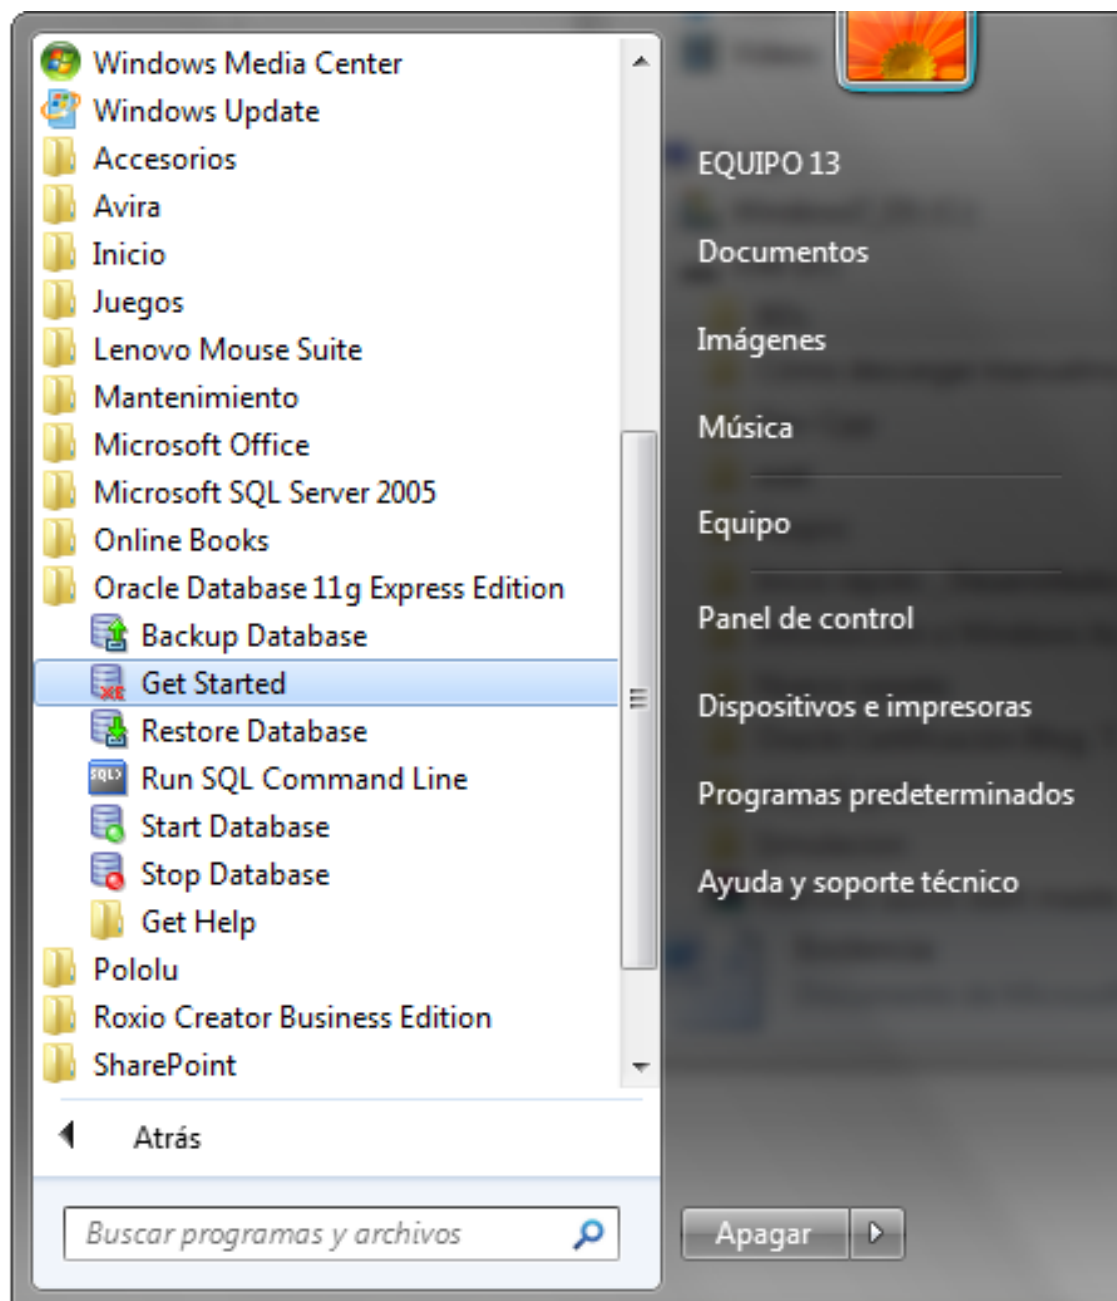 Windows Media Center
Windows Update
Accesorios
Avira
Inicio
Juegos
Lenovo Mouse Suite
Mantenimiento
Microsoft Office
Microsoft SQL Server 2005
Online Books
Oracle Database 11g Express Edition
Backup Database
Get Started
Restore Database
Run SQL Command Line
Start Database
Stop Database
Get Help
Pololu
Roxio Creator Business Edition
SharePoint
Atrás
Buscar programas y archivos
EQUIPO 13
Documentos
Imágenes
Música
Equipo
Panel de control
Dispositivos e impresoras
Programas predeterminados
Ayuda y soporte técnico
Apagar